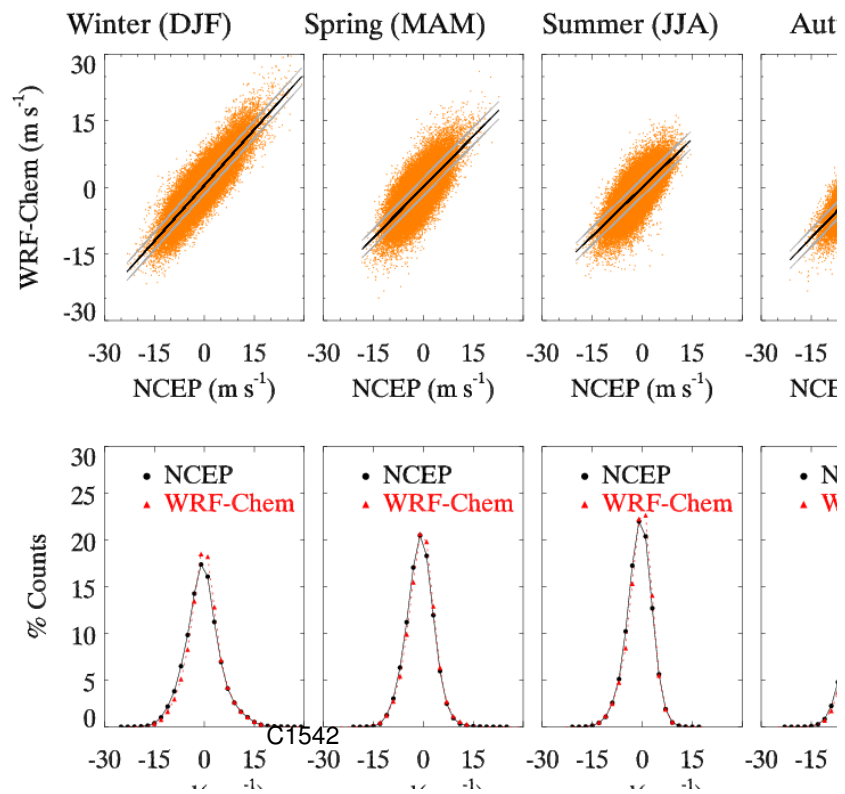 Winter (DJF) Spring (MAM) Summer (JJA) Aut
WRF-Chem (m s⁻¹)
30
15
0
-15
-30
-30 -15 0 15 -30 -15 0 15 -30 -15 0 15 -30 -15
NCEP (m s⁻¹) NCEP (m s⁻¹) NCEP (m s⁻¹) NCE
% Counts
30
25
20
15
10
5
0
NCEP NCEP NCEP N
WRF-Chem WRF-Chem WRF-Chem W
C1542
-30 -15 0 15 -30 -15 0 15 -30 -15 0 15 -30 -15